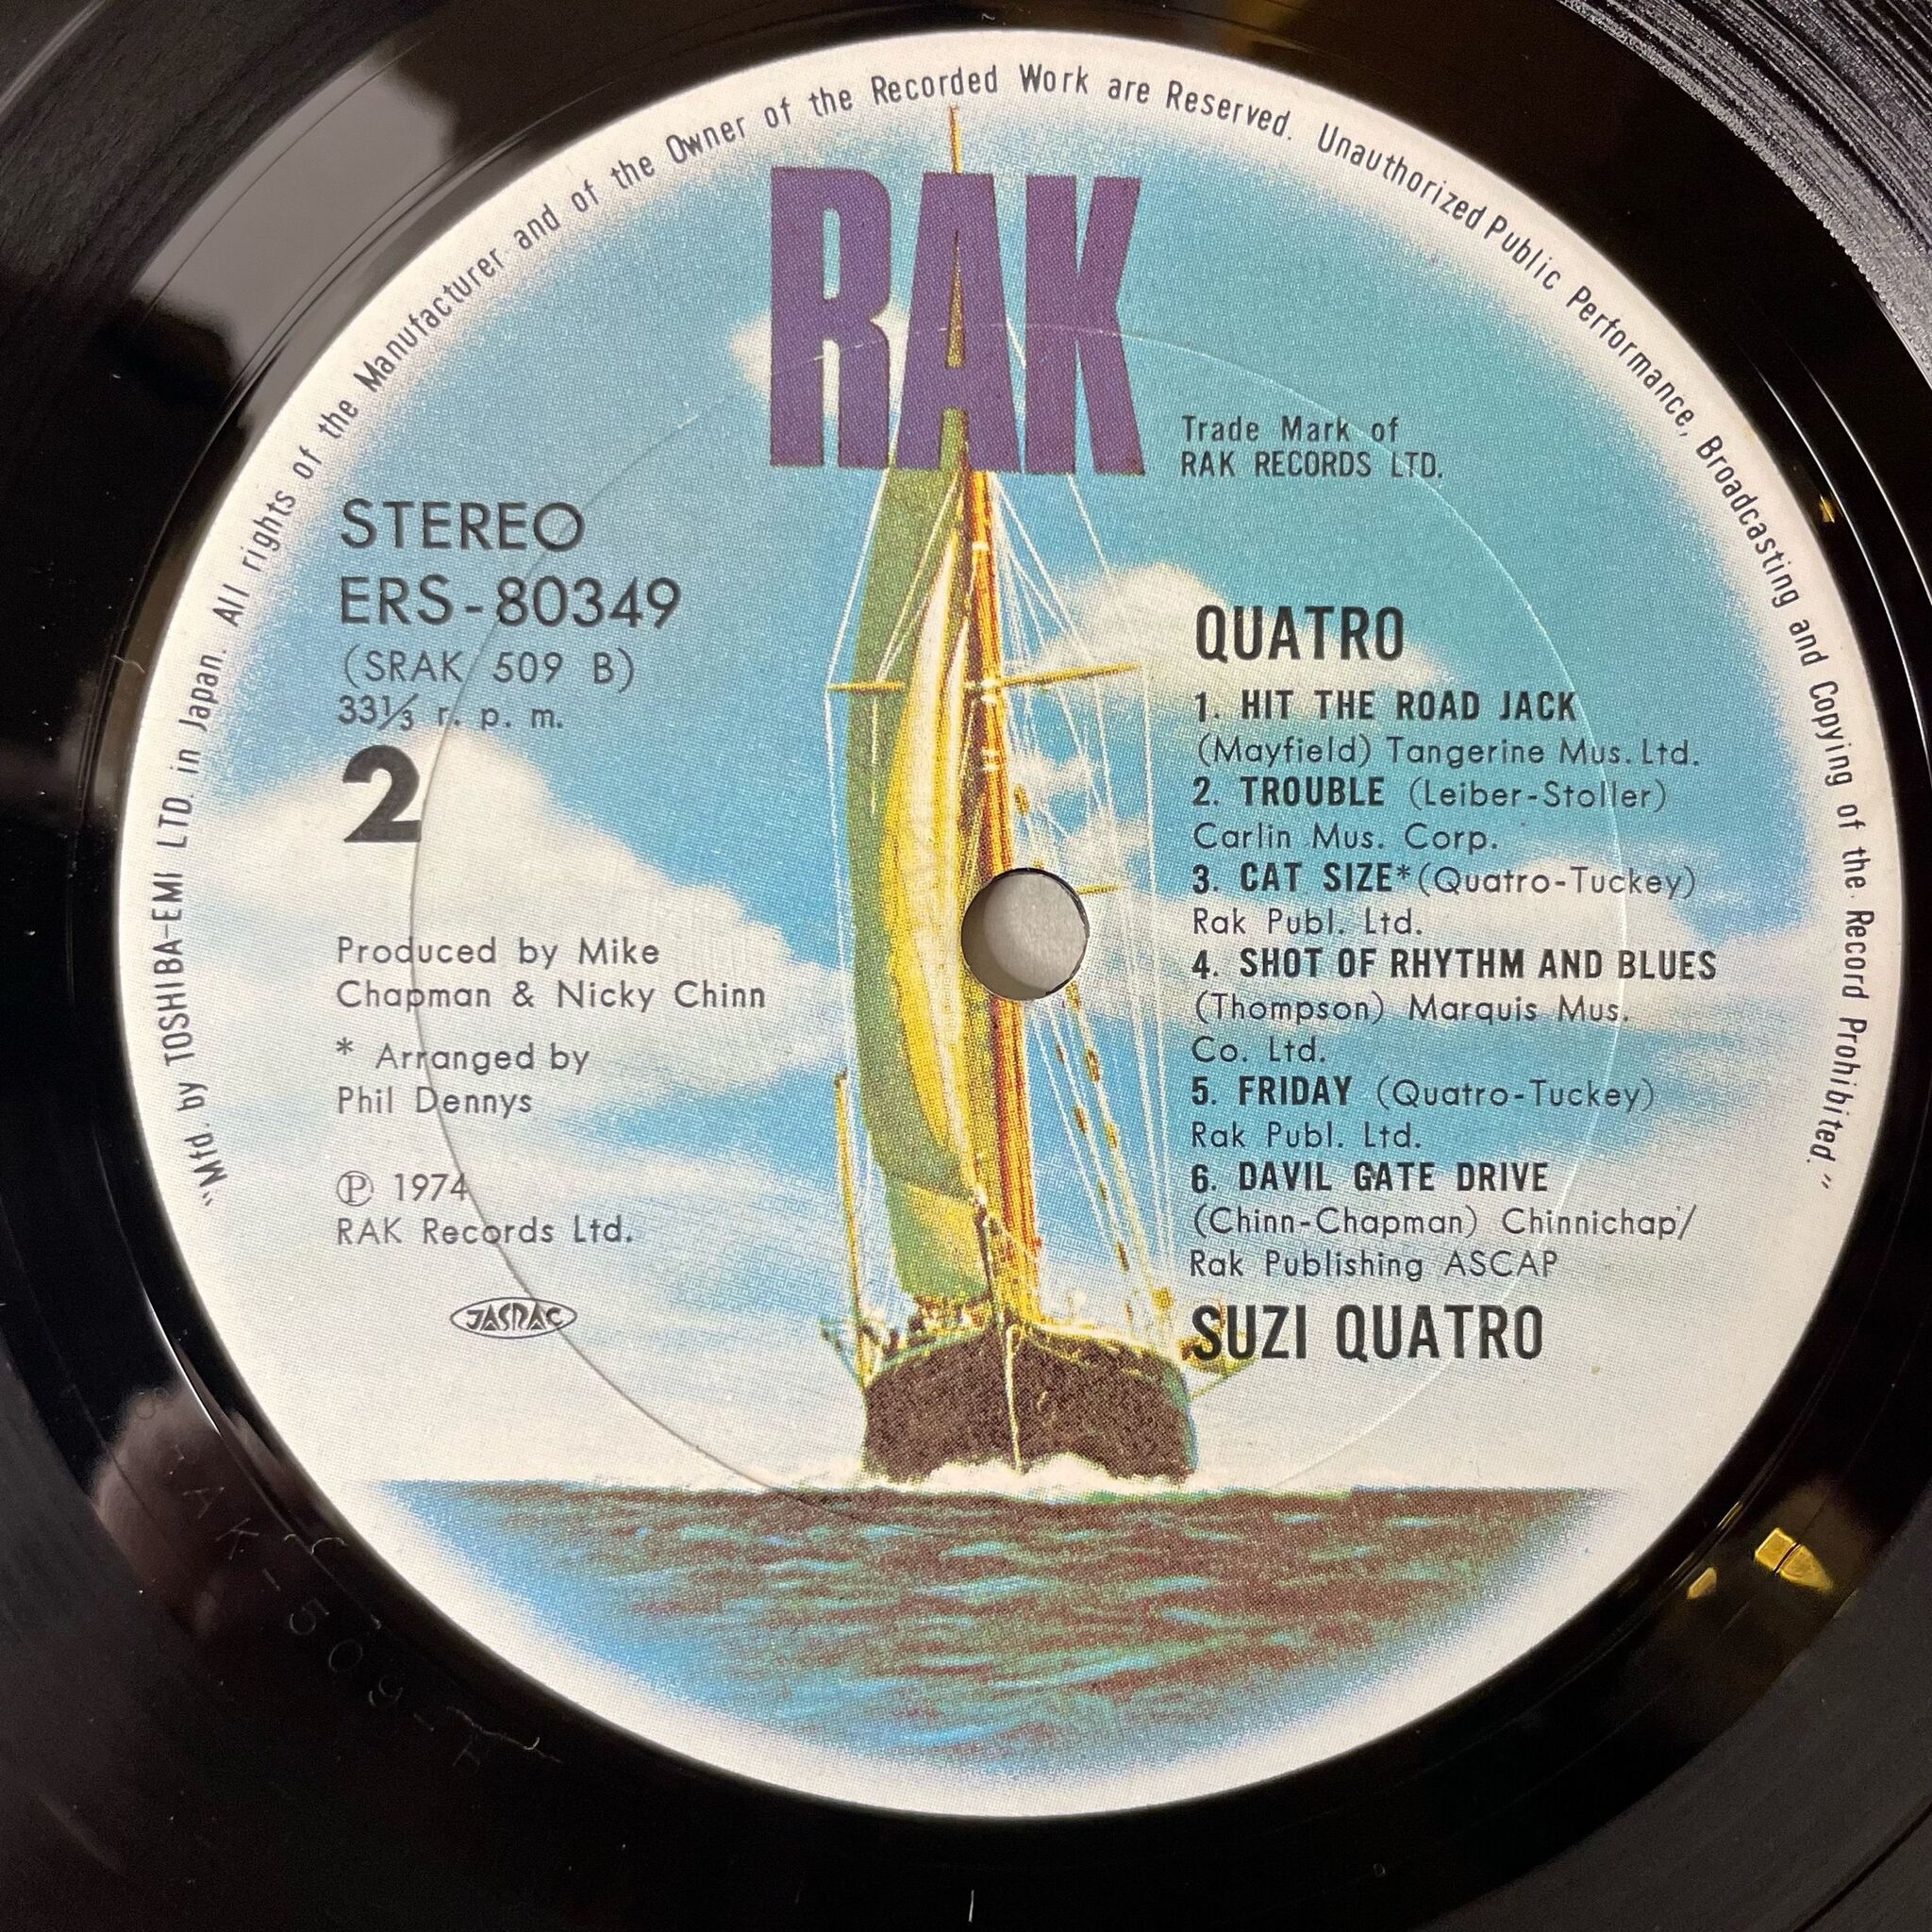 "Mfd. by TOSHIBA-EMI LTD. in Japan. All rights of the Manufacturer and of the Owner of the Recorded Work are Reserved. Unauthorized Public Performance, Broadcasting and Copying of the Record Prohibited."
RAK
Trade Mark of
RAK RECORDS LTD.
STEREO
ERS-80349
(SRAK 509 B)
33⅓ r. p. m.
2
Produced by Mike
Chapman & Nicky Chinn
* Arranged by
Phil Dennys
℗ 1974
RAK Records Ltd.
JASRAC
QUATRO
1. HIT THE ROAD JACK
(Mayfield) Tangerine Mus. Ltd.
2. TROUBLE (Leiber-Stoller)
Carlin Mus. Corp.
3. CAT SIZE*(Quatro-Tuckey)
Rak Publ. Ltd.
4. SHOT OF RHYTHM AND BLUES
(Thompson) Marquis Mus.
Co. Ltd.
5. FRIDAY (Quatro-Tuckey)
Rak Publ. Ltd.
6. DAVIL GATE DRIVE
(Chinn-Chapman) Chinnichap/
Rak Publishing ASCAP
SUZI QUATRO